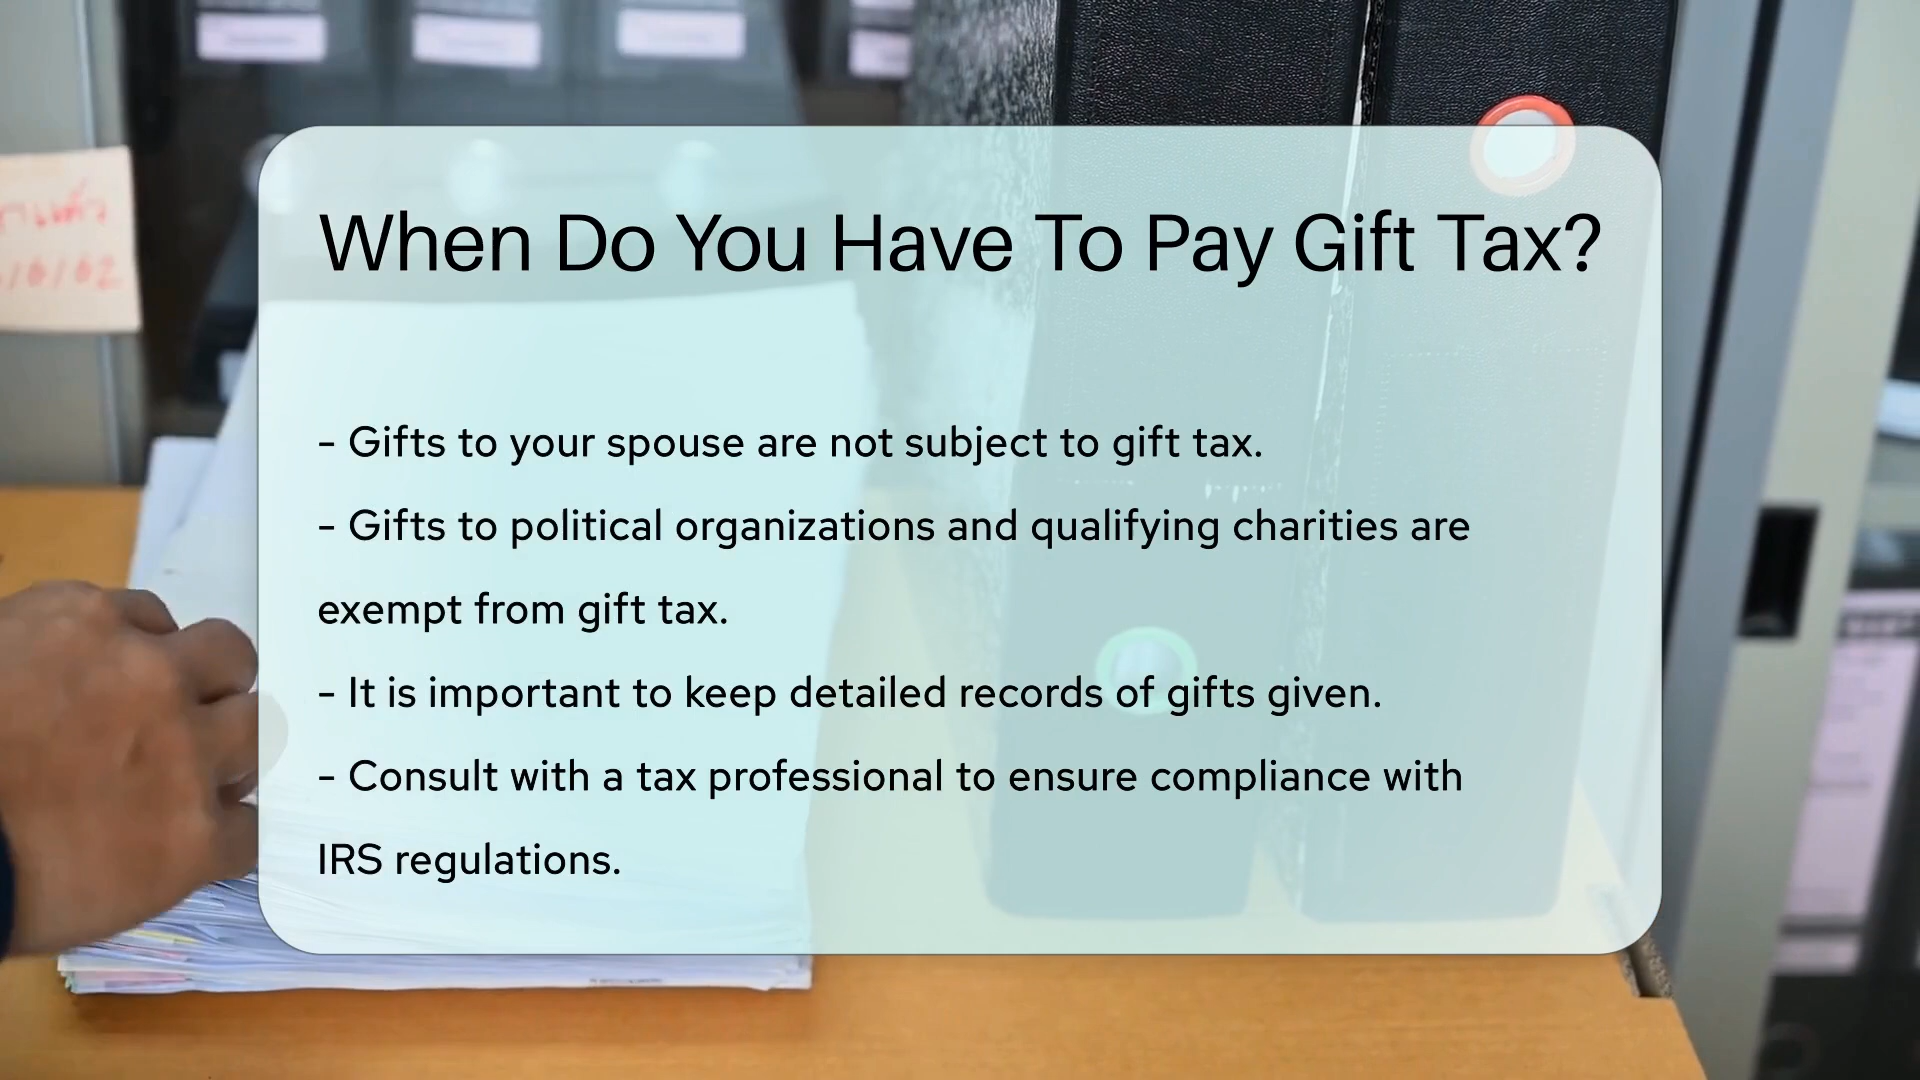 When Do You Have To Pay Gift Tax?
- Gifts to your spouse are not subject to gift tax.
- Gifts to political organizations and qualifying charities are
exempt from gift tax.
- It is important to keep detailed records of gifts given.
- Consult with a tax professional to ensure compliance with
IRS regulations.